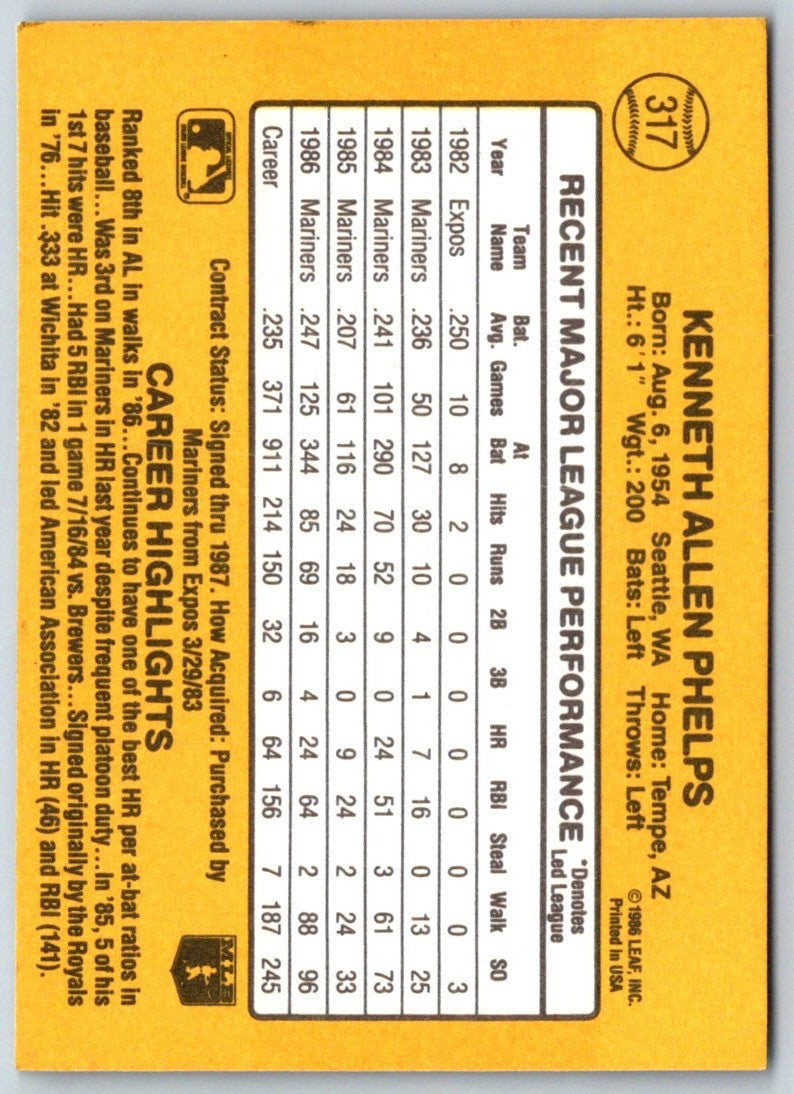 317
KENNETH ALLEN PHELPS
Born: Aug. 6, 1954 Seattle, WA Home: Tempe, AZ
Ht.: 6'1" Wgt.: 200 Bats: Left Throws: Left
©1986 LEAF, INC.
Printed in USA
RECENT MAJOR LEAGUE PERFORMANCE *Denotes
Led League
Year Team Name Bat. Avg. Games At Bat Hits Runs 2B 3B HR RBI Steal Walk SO
1982 Expos .250 10 8 2 0 0 0 0 0 0 0 3
1983 Mariners .236 50 127 30 10 4 1 7 16 0 13 25
1984 Mariners .241 101 290 70 52 9 0 24 51 3 61 73
1985 Mariners .207 61 116 24 18 3 0 9 24 2 24 33
1986 Mariners .247 125 344 85 69 16 4 24 64 2 88 96
Career .235 371 911 214 150 32 6 64 156 7 187 245
Contract Status: Signed thru 1987. How Acquired: Purchased by
Mariners from Expos 3/29/83
MLB
CAREER HIGHLIGHTS
Ranked 8th in AL in walks in '86...Continues to have one of the best HR per at-bat ratios in
baseball...Was 3rd on Mariners in HR last year despite frequent platoon duty...In '85, 5 of his
1st 7 hits were HR...Had 5 RBI in 1 game 7/16/84 vs. Brewers...Signed originally by the Royals
in '76...Hit .333 at Wichita in '82 and led American Association in HR (46) and RBI (141).